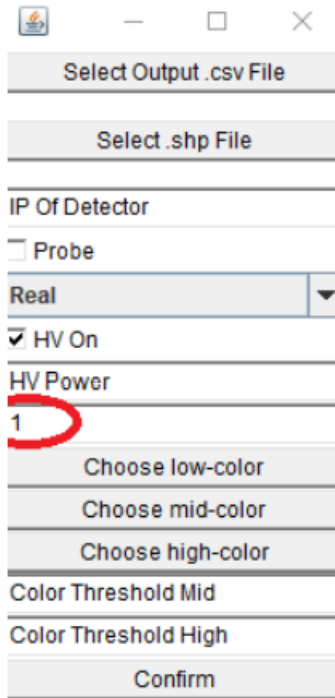 Select Output .csv File
Select .shp File
IP Of Detector
Probe
Real
HV On
HV Power
1
Choose low-color
Choose mid-color
Choose high-color
Color Threshold Mid
Color Threshold High
Confirm